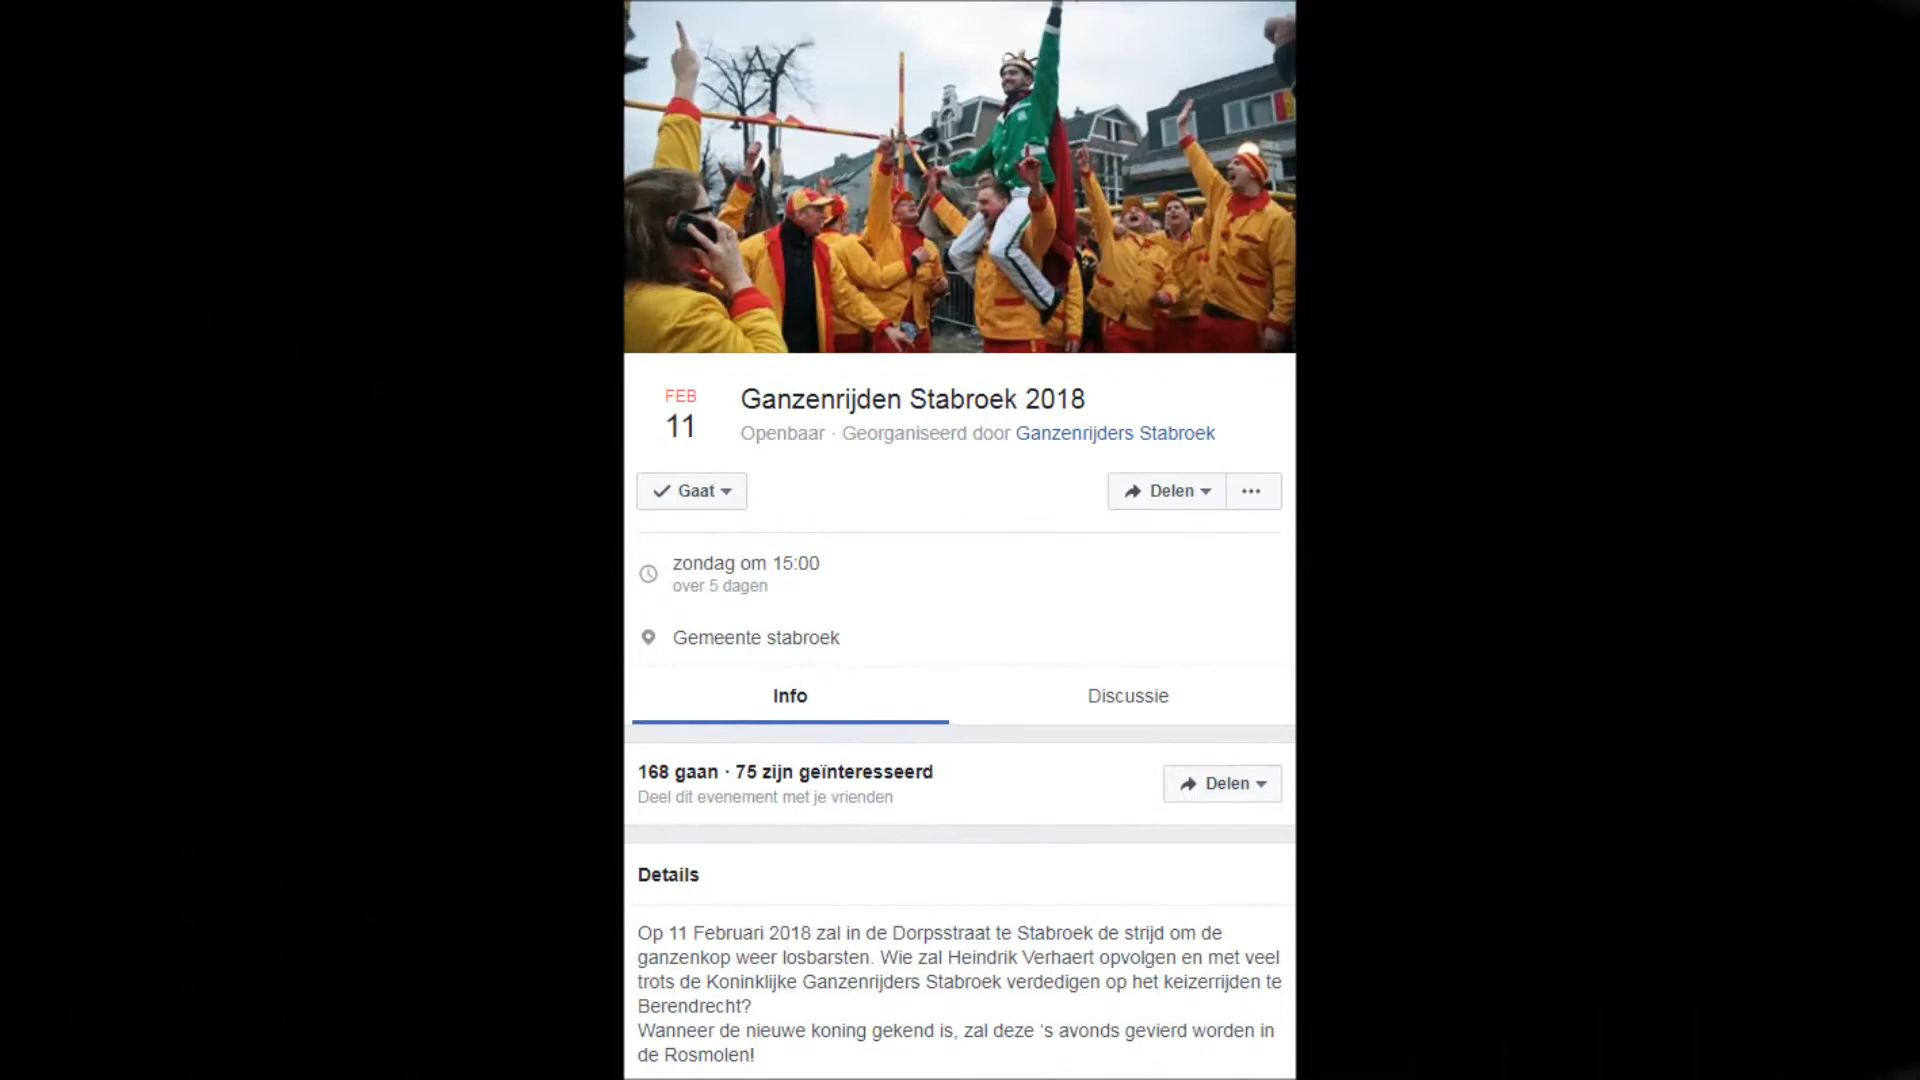 FEB
11
Ganzenrijden Stabroek 2018
Openbaar · Georganiseerd door Ganzenrijders Stabroek
Gaat
Delen
zondag om 15:00
over 5 dagen
Gemeente stabroek
Info
Discussie
168 gaan · 75 zijn geïnteresseerd
Deel dit evenement met je vrienden
Delen
Details
Op 11 Februari 2018 zal in de Dorpsstraat te Stabroek de strijd om de
ganzenkop weer losbarsten. Wie zal Heindrik Verhaert opvolgen en met veel
trots de Koninklijke Ganzenrijders Stabroek verdedigen op het keizerrijden te
Berendrecht?
Wanneer de nieuwe koning gekend is, zal deze ‘s avonds gevierd worden in
de Rosmolen!